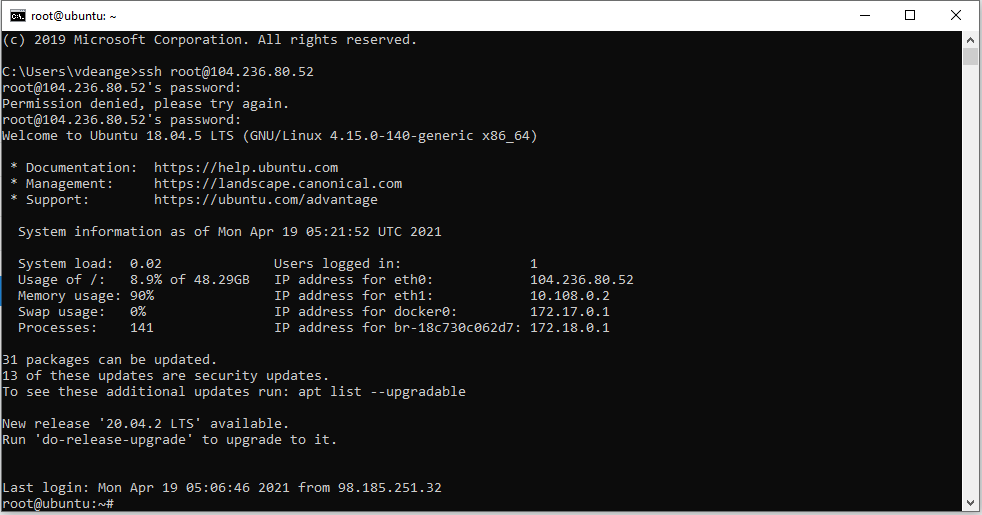 root@ubuntu: ~
(c) 2019 Microsoft Corporation. All rights reserved.
C:\Users\vdeange>ssh root@104.236.80.52
root@104.236.80.52's password:
Permission denied, please try again.
root@104.236.80.52's password:
Welcome to Ubuntu 18.04.5 LTS (GNU/Linux 4.15.0-140-generic x86_64)
* Documentation:  https://help.ubuntu.com
* Management:     https://landscape.canonical.com
* Support:        https://ubuntu.com/advantage
System information as of Mon Apr 19 05:21:52 UTC 2021
System load:  0.02              Users logged in:                1
Usage of /:   8.9% of 48.29GB   IP address for eth0:            104.236.80.52
Memory usage: 90%               IP address for eth1:            10.108.0.2
Swap usage:   0%                IP address for docker0:         172.17.0.1
Processes:    141               IP address for br-18c730c062d7: 172.18.0.1
31 packages can be updated.
13 of these updates are security updates.
To see these additional updates run: apt list --upgradable
New release '20.04.2 LTS' available.
Run 'do-release-upgrade' to upgrade to it.
Last login: Mon Apr 19 05:06:46 2021 from 98.185.251.32
root@ubuntu:~#